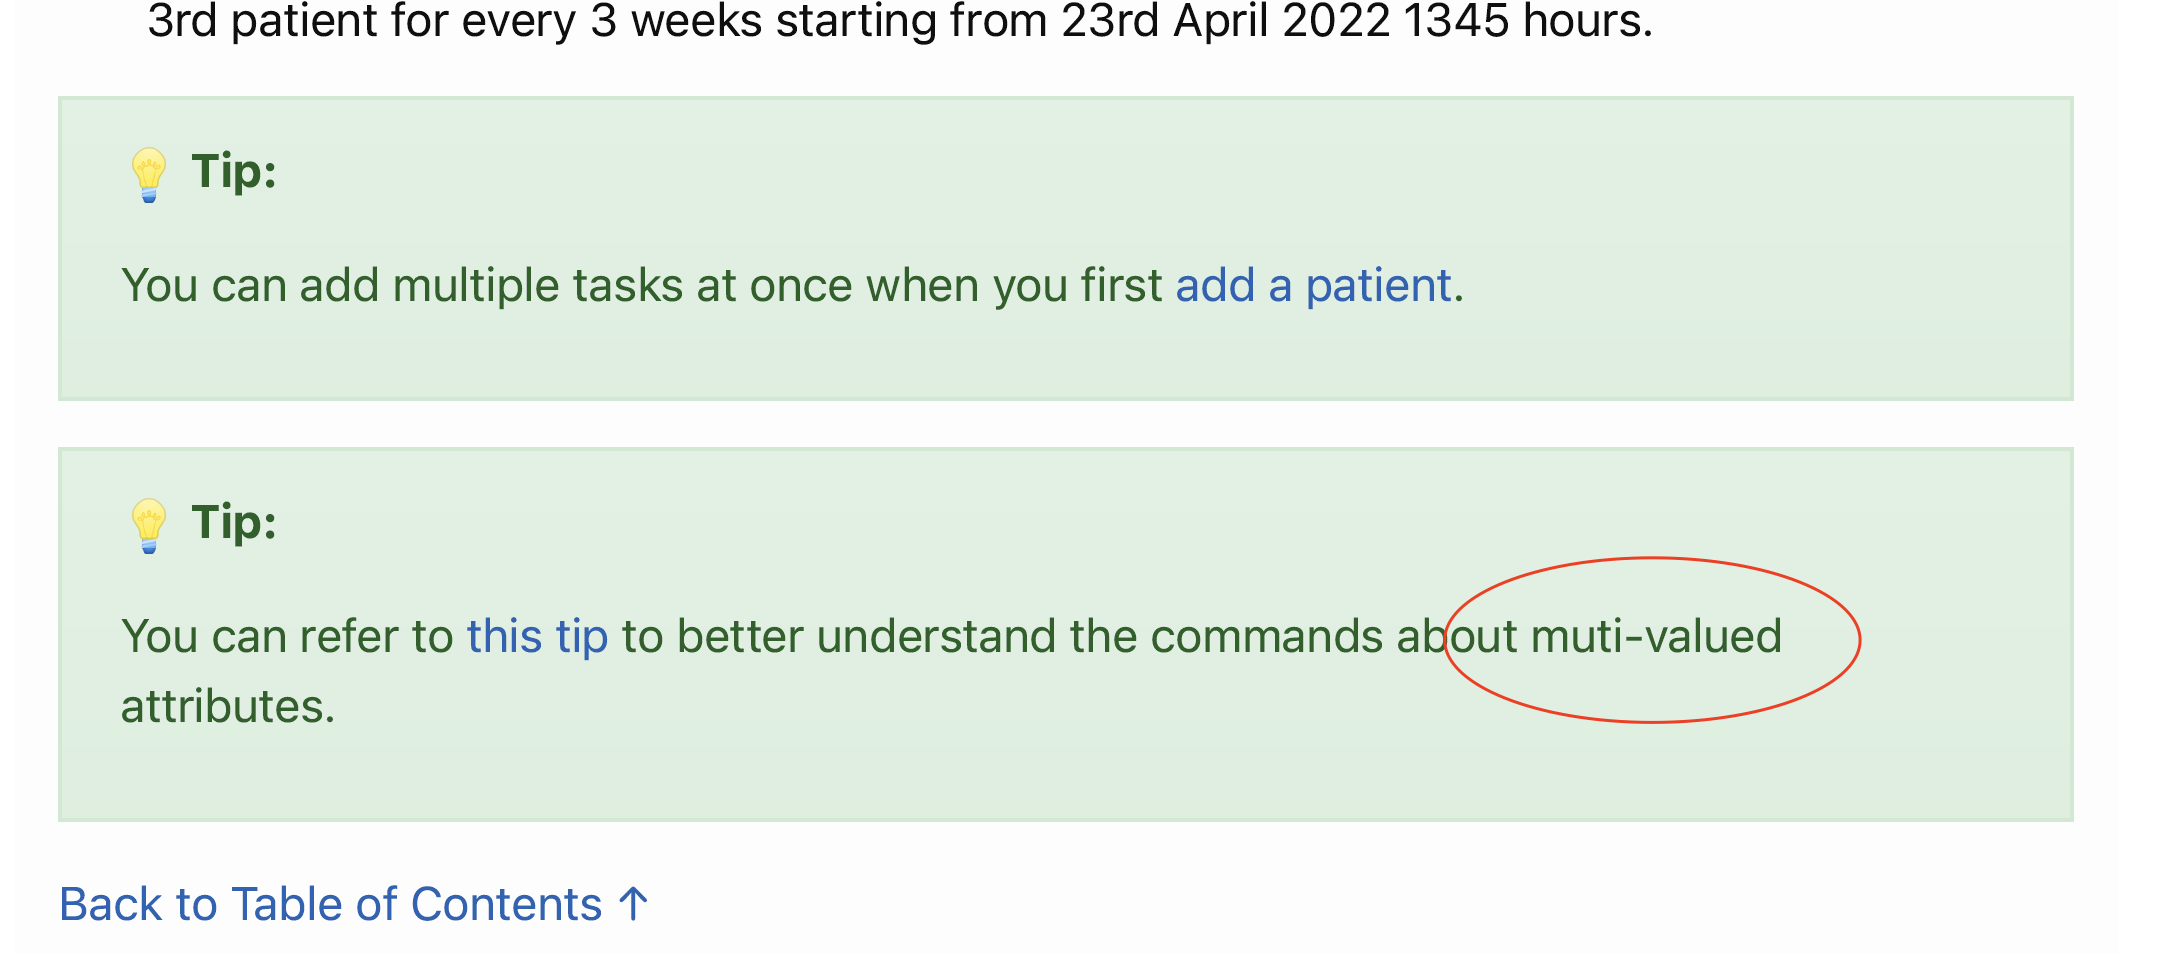 3rd patient for every 3 weeks starting from 23rd April 2022 1345 hours.
💡 Tip:
You can add multiple tasks at once when you first add a patient.
💡 Tip:
You can refer to this tip to better understand the commands about muti-valued
attributes.
Back to Table of Contents ↑